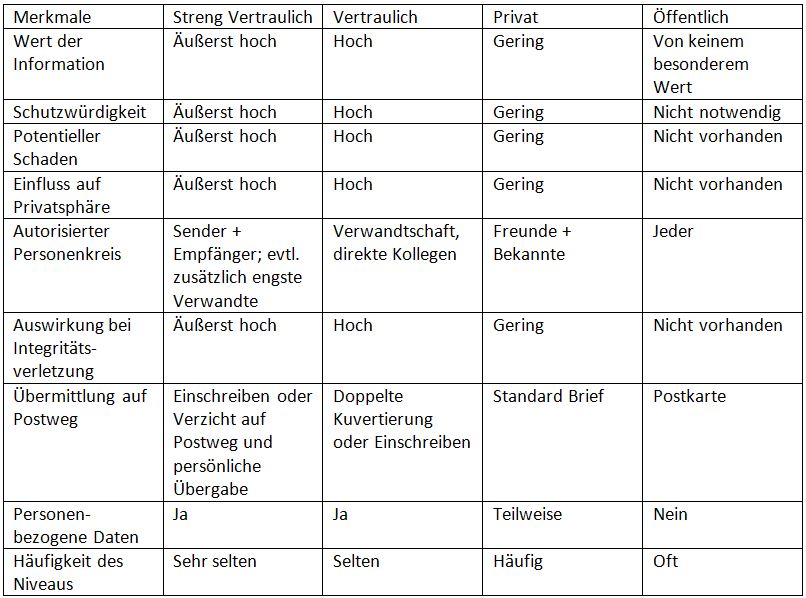 Merkmale Streng Vertraulich Vertraulich Privat Öffentlich
Wert der Äußerst hoch Hoch Gering Von keinem
Information besonderem
Wert
Schutzwürdigkeit Äußerst hoch Hoch Gering Nicht notwendig
Potentieller Äußerst hoch Hoch Gering Nicht vorhanden
Schaden
Einfluss auf Äußerst hoch Hoch Gering Nicht vorhanden
Privatsphäre
Autorisierter Sender + Verwandtschaft, Freunde + Jeder
Personenkreis Empfänger; evtl. direkte Kollegen Bekannte
zusätzlich engste
Verwandte
Auswirkung bei Äußerst hoch Hoch Gering Nicht vorhanden
Integritäts-
verletzung
Übermittlung auf Einschreiben oder Doppelte Standard Brief Postkarte
Postweg Verzicht auf Kuvertierung
Postweg und oder Einschreiben
persönliche
Übergabe
Personen- Ja Ja Teilweise Nein
bezogene Daten
Häufigkeit des Sehr selten Selten Häufig Oft
Niveaus